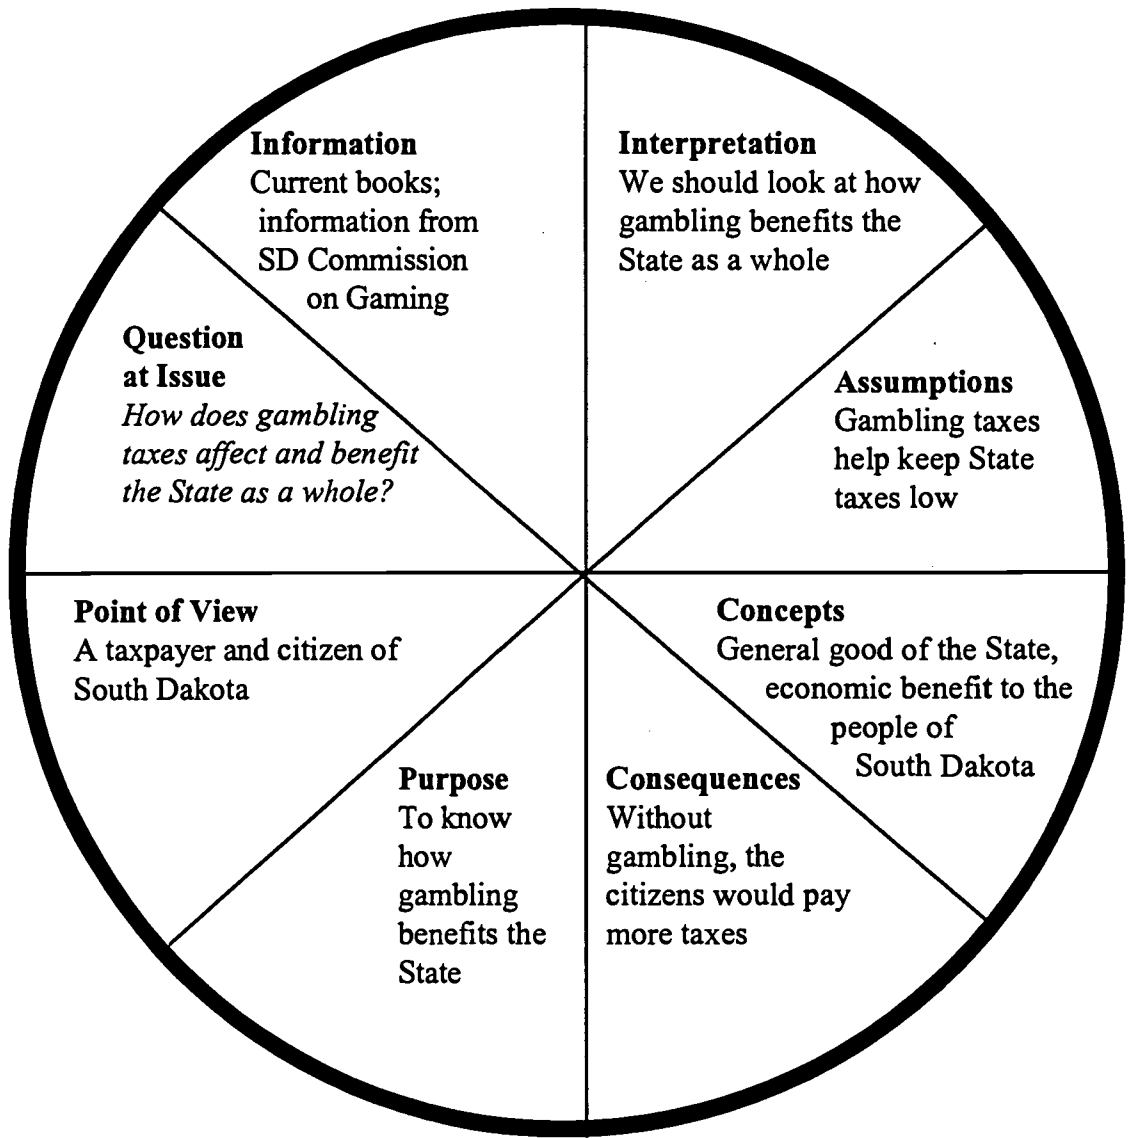 Information
Current books;
information from
SD Commission
on Gaming
Interpretation
We should look at how
gambling benefits the
State as a whole
Question
at Issue
How does gambling
taxes affect and benefit
the State as a whole?
Assumptions
Gambling taxes
help keep State
taxes low
Point of View
A taxpayer and citizen of
South Dakota
Concepts
General good of the State,
economic benefit to the
people of
South Dakota
Purpose
To know
how
gambling
benefits the
State
Consequences
Without
gambling, the
citizens would pay
more taxes